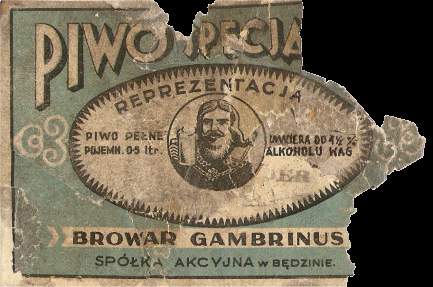 PIWO SPECJA
REPREZENTACJA
PIWO PEŁNE
POJEMN. 0·5 ltr.
ZAWIERA DO 4½ %
ALKOHOLU WAG
BROWAR GAMBRINUS
SPÓŁKA AKCYJNA W BĘDZINIE.